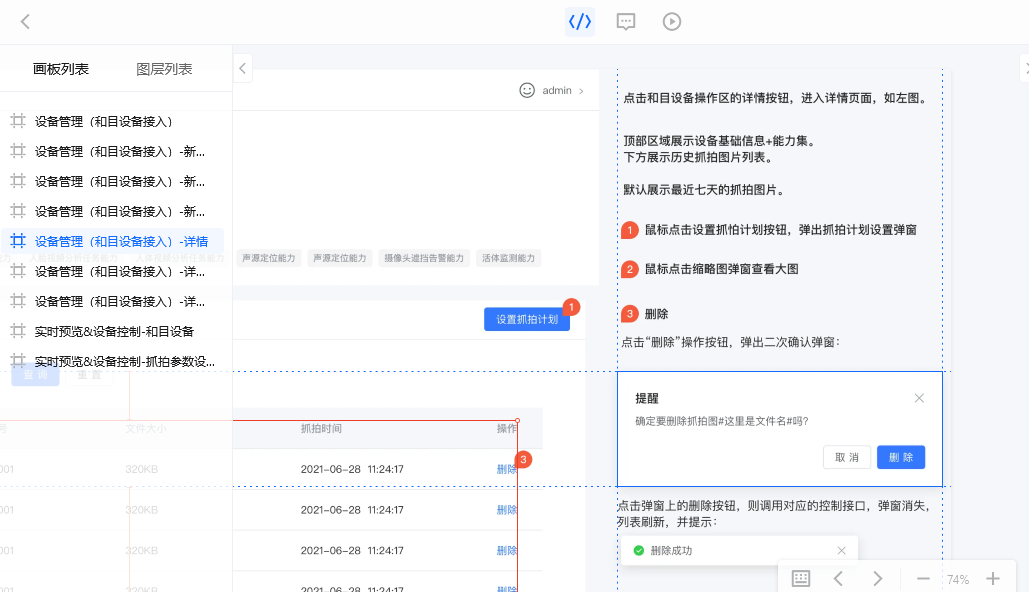 画板列表
图层列表
设备管理（和目设备接入）
设备管理（和目设备接入）-新...
设备管理（和目设备接入）-新...
设备管理（和目设备接入）-新...
设备管理（和目设备接入）-详情
设备管理（和目设备接入）-详...
设备管理（和目设备接入）-详...
实时预览&设备控制-和目设备
实时预览&设备控制-抓拍参数设...
查 询
重 置
admin
声源定位能力
声源定位能力
摄像头遮挡告警能力
活体监测能力
设置抓拍计划
1
号
文件大小
抓拍时间
操作
001
320KB
2021-06-28 11:24:17
删除
3
001
320KB
2021-06-28 11:24:17
删除
001
320KB
2021-06-28 11:24:17
删除
001
320KB
2021-06-28 11:24:17
删除
点击和目设备操作区的详情按钮，进入详情页面，如左图。
顶部区域展示设备基础信息+能力集。
下方展示历史抓拍图片列表。
默认展示最近七天的抓拍图片。
1 鼠标点击设置抓怕计划按钮，弹出抓拍计划设置弹窗
2 鼠标点击缩略图弹窗查看大图
3 删除
点击“删除”操作按钮，弹出二次确认弹窗：
提醒
确定要删除抓拍图#这里是文件名#吗?
取 消
删 除
点击弹窗上的删除按钮，则调用对应的控制接口，弹窗消失，
列表刷新，并提示：
删除成功
74%